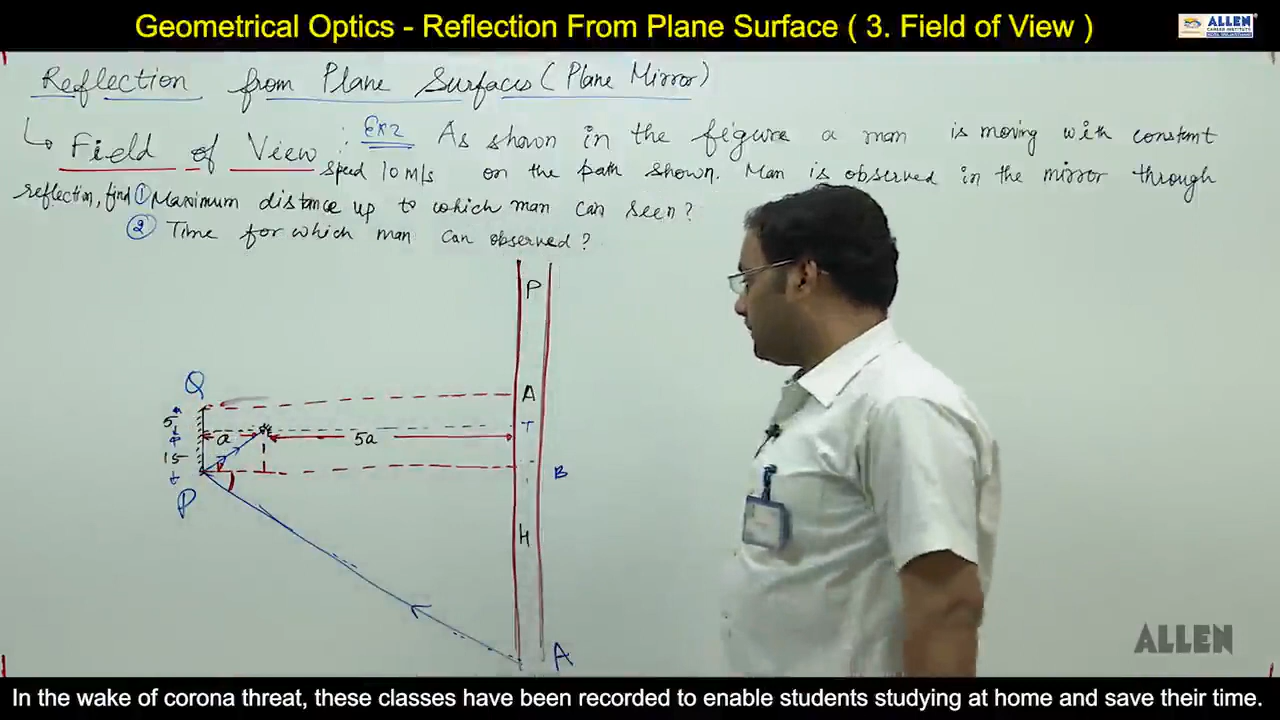 Geometrical Optics - Reflection From Plane Surface ( 3. Field of View )
ALLEN
CAREER INSTITUTE
Reflection from Plane Surfaces (Plane Mirror)
Field of View : Ex2 As shown in the figure a man is moving with constant
speed 10 m/s on the path shown. Man is observed in the mirror through
reflection, find ① Maximum distance up to which man can seen?
② Time for which man can observed?
P
Q
A
5
a
5a
T
15
B
P
H
A
ALLEN
In the wake of corona threat, these classes have been recorded to enable students studying at home and save their time.